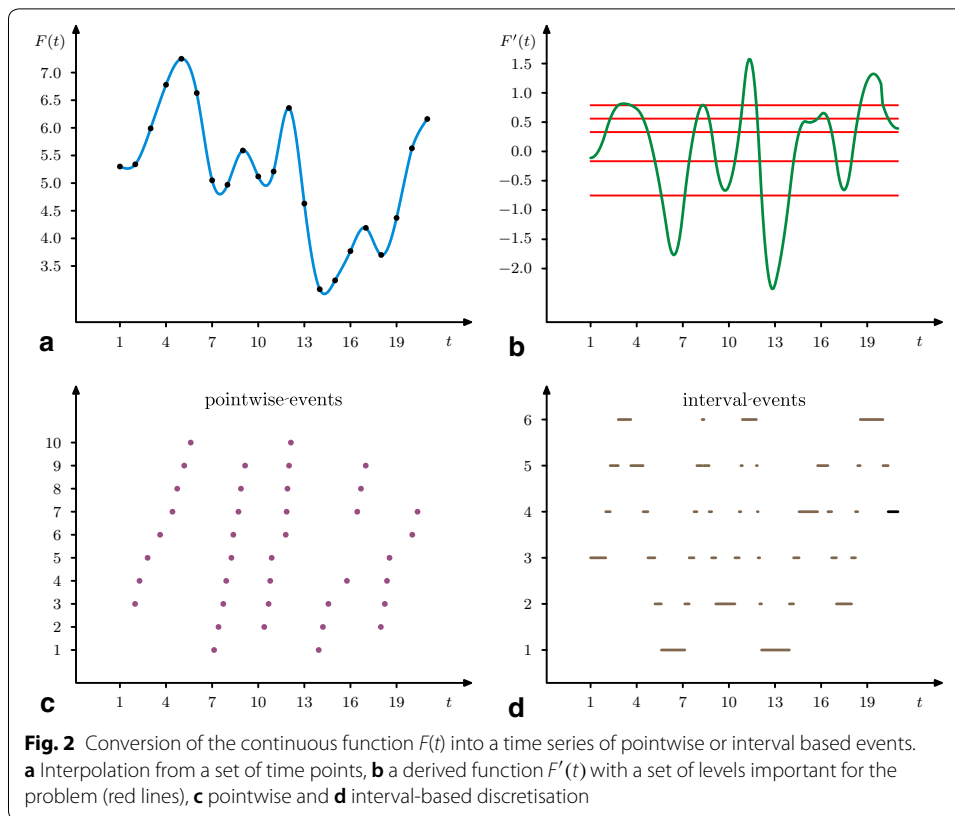 F(t)
7.0
6.5
6.0
5.5
5.0
4.5
4.0
3.5
1 4 7 10 13 16 19 t
a
F′(t)
1.5
1.0
0.5
0.0
−0.5
−1.0
−1.5
−2.0
1 4 7 10 13 16 19 t
b
pointwise-events
10
9
8
7
6
5
4
3
2
1
1 4 7 10 13 16 19 t
c
interval-events
6
5
4
3
2
1
1 4 7 10 13 16 19 t
d
Fig. 2 Conversion of the continuous function F(t) into a time series of pointwise or interval based events.
a Interpolation from a set of time points, b a derived function F′(t) with a set of levels important for the
problem (red lines), c pointwise and d interval-based discretisation